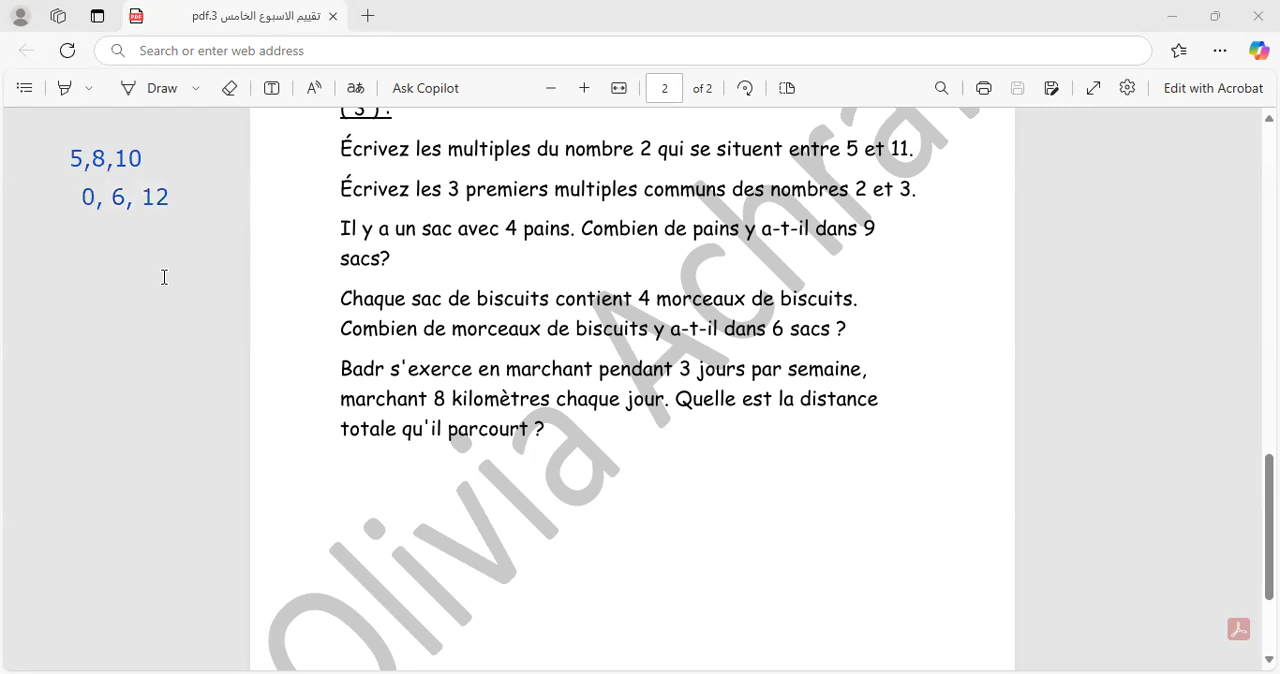 تقييم الاسبوع الخامس 3.pdf
Search or enter web address
Draw
aあ
Ask Copilot
2 of 2
Edit with Acrobat
( 3 ) :
5,8,10
0, 6, 12
Écrivez les multiples du nombre 2 qui se situent entre 5 et 11.
Écrivez les 3 premiers multiples communs des nombres 2 et 3.
Il y a un sac avec 4 pains. Combien de pains y a-t-il dans 9
sacs?
Chaque sac de biscuits contient 4 morceaux de biscuits.
Combien de morceaux de biscuits y a-t-il dans 6 sacs ?
Badr s'exerce en marchant pendant 3 jours par semaine,
marchant 8 kilomètres chaque jour. Quelle est la distance
totale qu'il parcourt ?
Olivia Achra